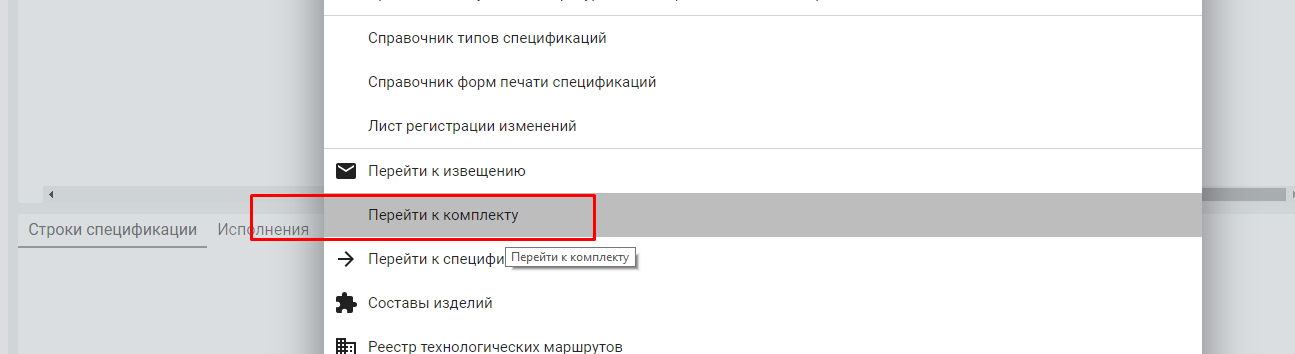 Справочник типов спецификаций
Справочник форм печати спецификаций
Лист регистрации изменений
Перейти к извещению
Перейти к комплекту
Строки спецификации Исполнения
Перейти к специфи
Перейти к комплекту
Составы изделий
Реестр технологических маршрутов